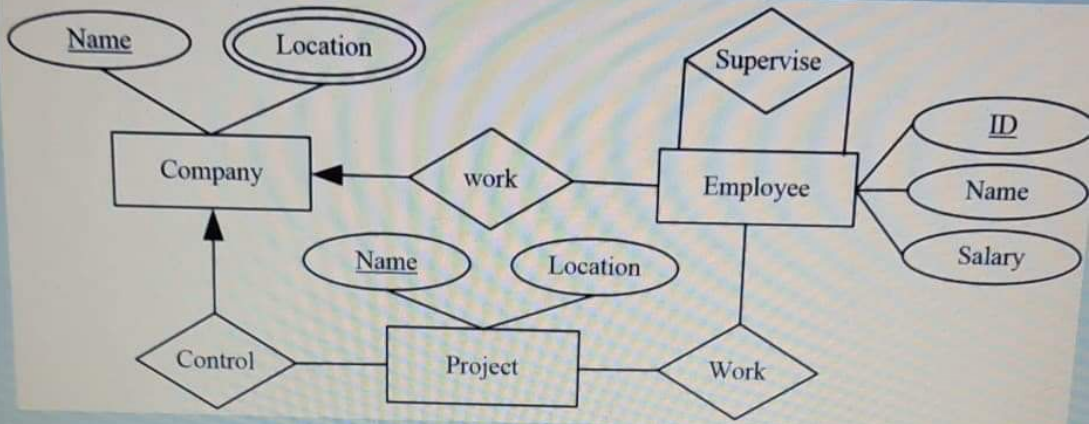 Name
Location
Supervise
ID
Company
work
Employee
Name
Name
Location
Salary
Control
Project
Work